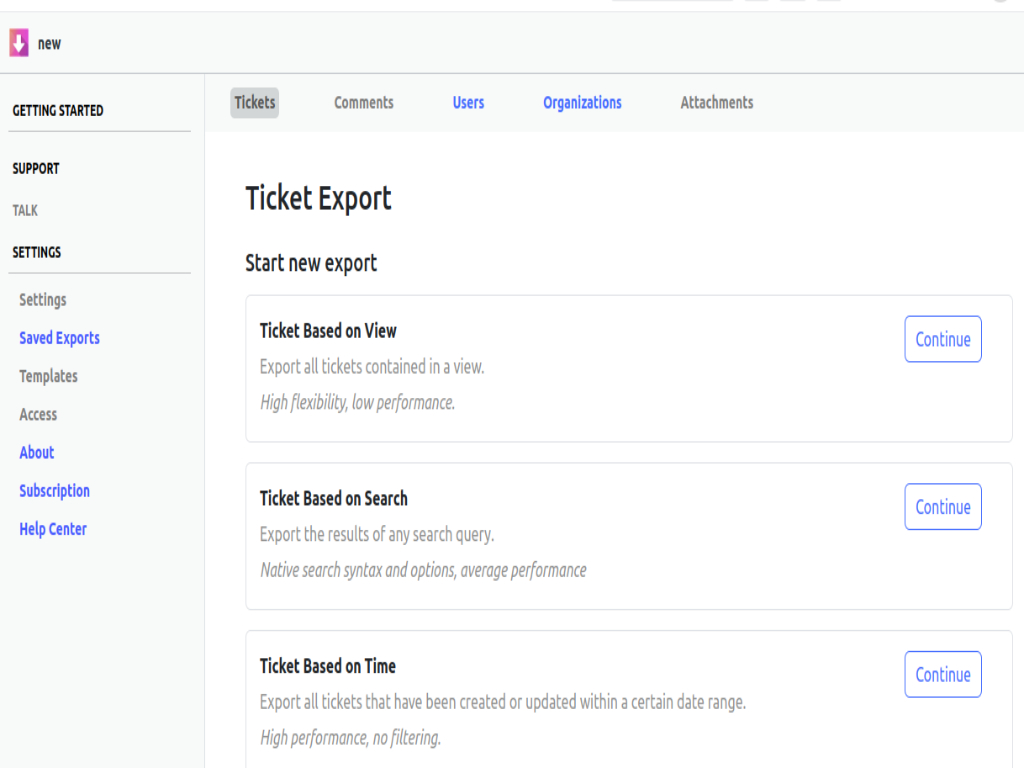 new
GETTING STARTED
SUPPORT
TALK
SETTINGS
Settings
Saved Exports
Templates
Access
About
Subscription
Help Center
Tickets Comments Users Organizations Attachments
Ticket Export
Start new export
Ticket Based on View
Export all tickets contained in a view.
High flexibility, low performance.
Continue
Ticket Based on Search
Export the results of any search query.
Native search syntax and options, average performance
Continue
Ticket Based on Time
Export all tickets that have been created or updated within a certain date range.
High performance, no filtering.
Continue